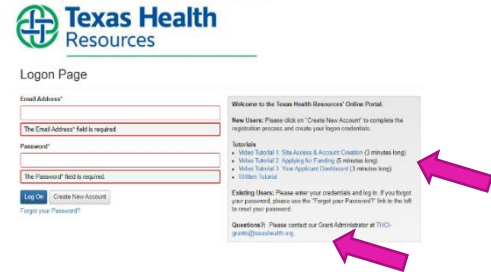 Texas Health
Resources
Logon Page
Email Address*
The Email Address* field is required.
Password*
The Password* field is required.
Log On
Create New Account
Forgot your Password?
Welcome to the Texas Health Resources' Online Portal.
New Users: Please click on "Create New Account" to complete the
registration process and create your logon credentials.
Tutorials
• Video Tutorial 1: Site Access & Account Creation (3 minutes long)
• Video Tutorial 2: Applying for Funding (5 minutes long)
• Video Tutorial 3: Your Applicant Dashboard (3 minutes long)
• Written Tutorial
Existing Users: Please enter your credentials and log in. If you forgot
your password, please use the "Forgot your Password?" link to the left
to reset your password.
Questions?: Please contact our Grant Administrator at THCI-
grants@texashealth.org.